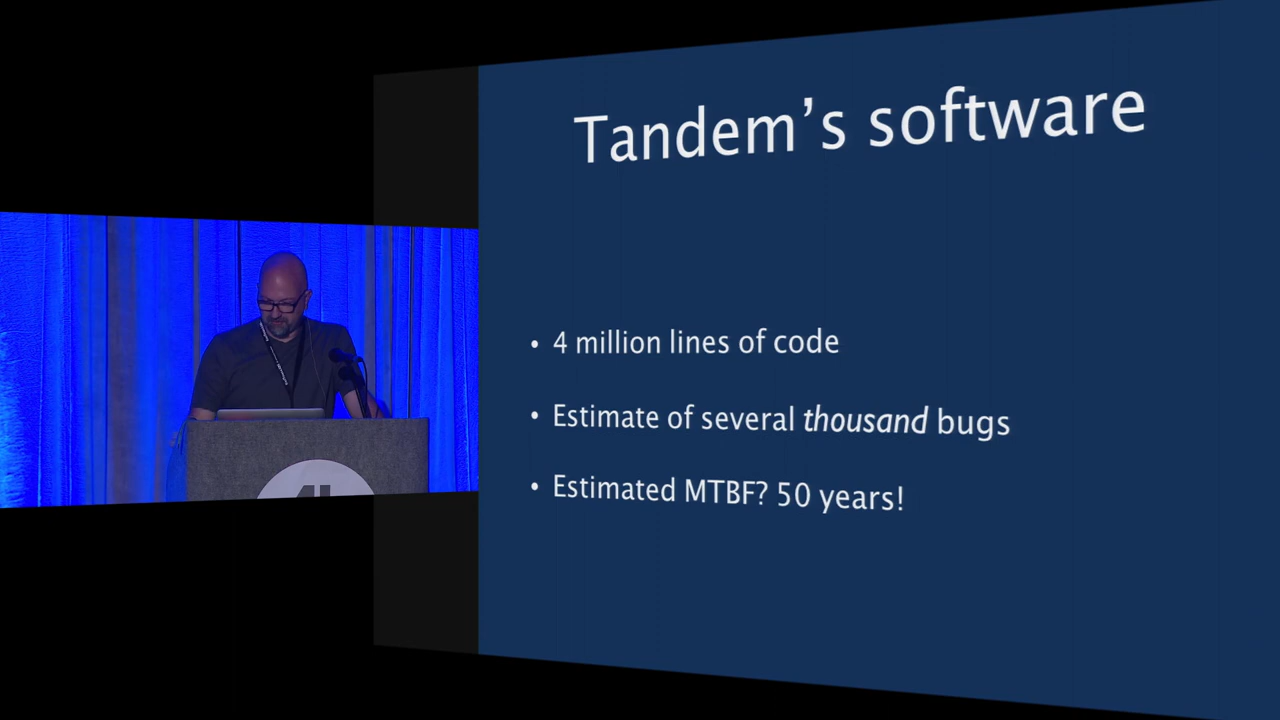 Tandem's software
• 4 million lines of code
• Estimate of several thousand bugs
• Estimated MTBF? 50 years!